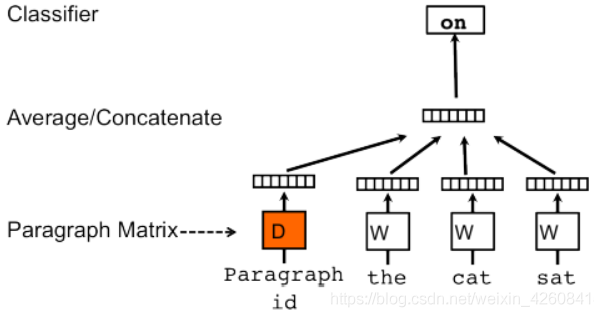 Classifier
on
Average/Concatenate
Paragraph Matrix
D
W
W
W
Paragraph
id
the
cat
sat
https://blog.csdn.net/weixin_4260841